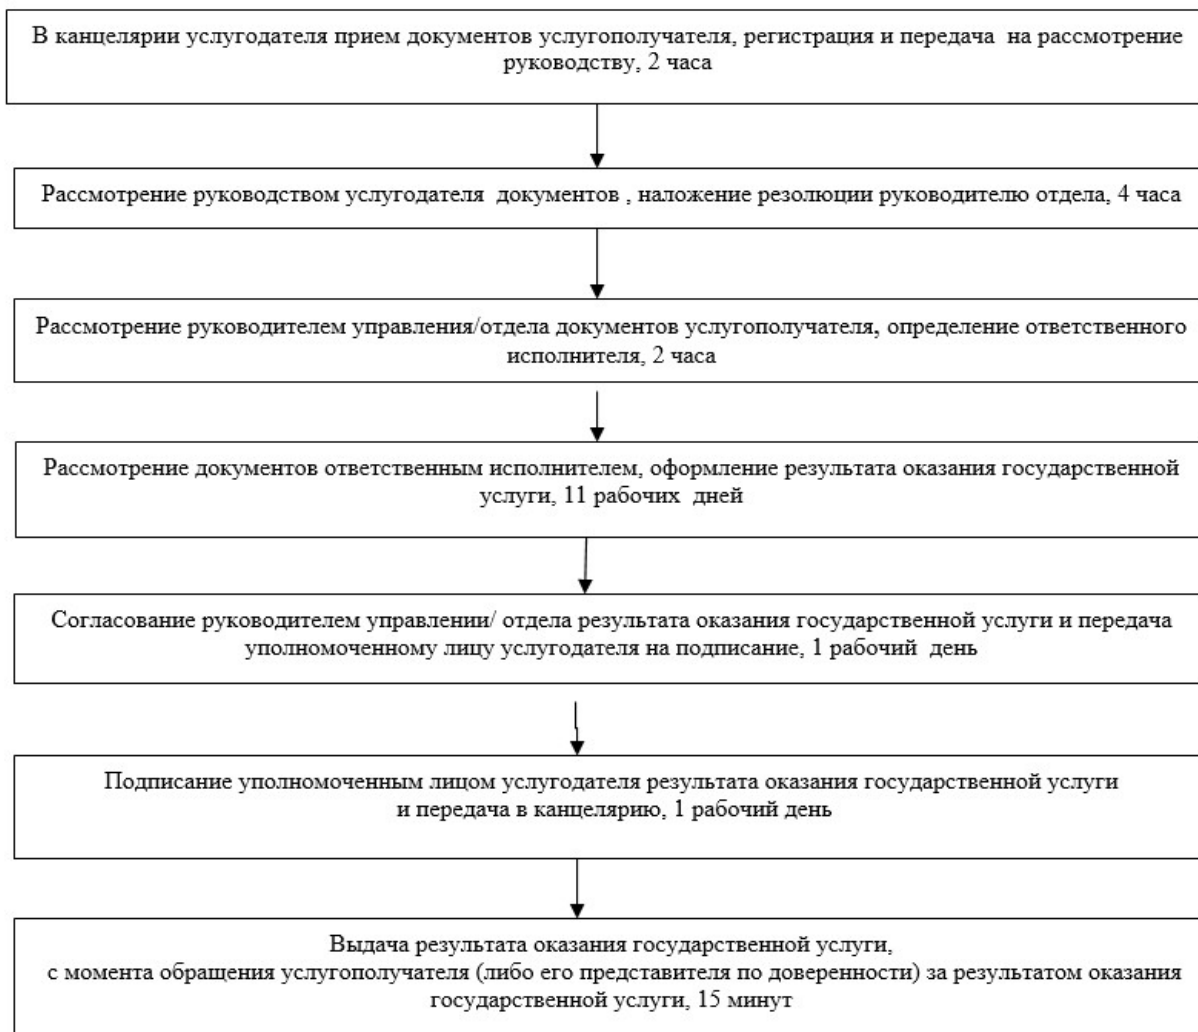 В канцелярии услугодателя прием документов услугополучателя, регистрация и передача на рассмотрение
руководству, 2 часа
Рассмотрение руководством услугодателя документов , наложение резолюции руководителю отдела, 4 часа
Рассмотрение руководителем управления/отдела документов услугополучателя, определение ответственного
исполнителя, 2 часа
Рассмотрение документов ответственным исполнителем, оформление результата оказания государственной
услуги, 11 рабочих дней
Согласование руководителем управлении/ отдела результата оказания государственной услуги и передача
уполномоченному лицу услугодателя на подписание, 1 рабочий день
Подписание уполномоченным лицом услугодателя результата оказания государственной услуги
и передача в канцелярию, 1 рабочий день
Выдача результата оказания государственной услуги,
с момента обращения услугополучателя (либо его представителя по доверенности) за результатом оказания
государственной услуги, 15 минут